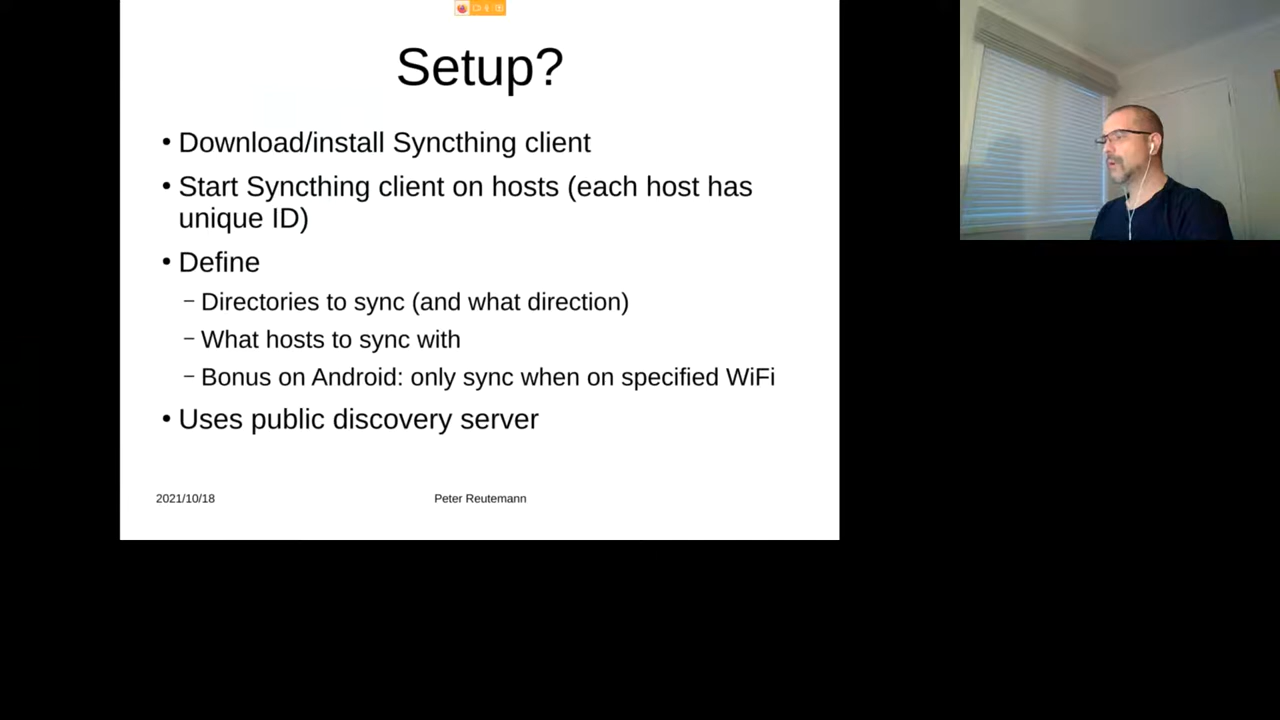 Setup?
• Download/install Syncthing client
• Start Syncthing client on hosts (each host has
unique ID)
• Define
– Directories to sync (and what direction)
– What hosts to sync with
– Bonus on Android: only sync when on specified WiFi
• Uses public discovery server
2021/10/18
Peter Reutemann